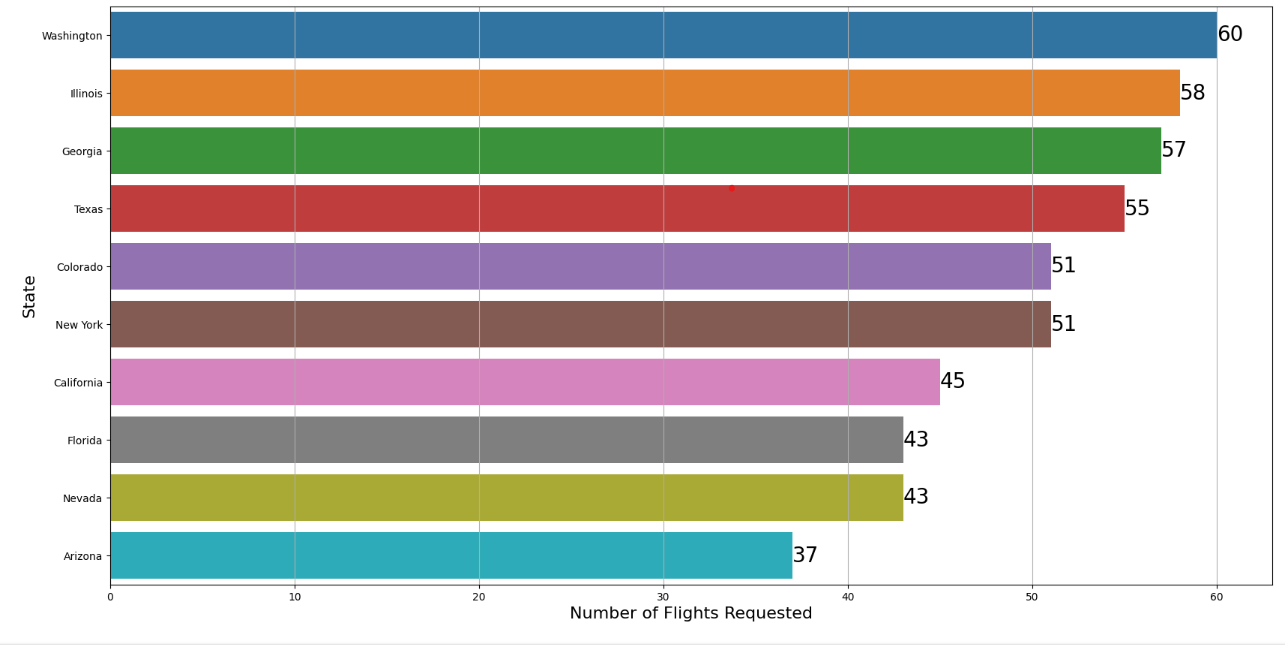 Washington 60
Illinois 58
Georgia 57
Texas 55
Colorado 51
New York 51
California 45
Florida 43
Nevada 43
Arizona 37
State
0 10 20 30 40 50 60
Number of Flights Requested